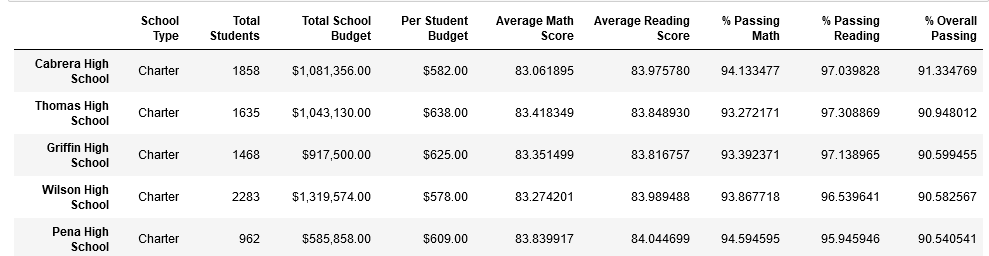 School Type Total Students Total School Budget Per Student Budget Average Math Score Average Reading Score % Passing Math % Passing Reading % Overall Passing
Cabrera High School Charter 1858 $1,081,356.00 $582.00 83.061895 83.975780 94.133477 97.039828 91.334769
Thomas High School Charter 1635 $1,043,130.00 $638.00 83.418349 83.848930 93.272171 97.308869 90.948012
Griffin High School Charter 1468 $917,500.00 $625.00 83.351499 83.816757 93.392371 97.138965 90.599455
Wilson High School Charter 2283 $1,319,574.00 $578.00 83.274201 83.989488 93.867718 96.539641 90.582567
Pena High School Charter 962 $585,858.00 $609.00 83.839917 84.044699 94.594595 95.945946 90.540541